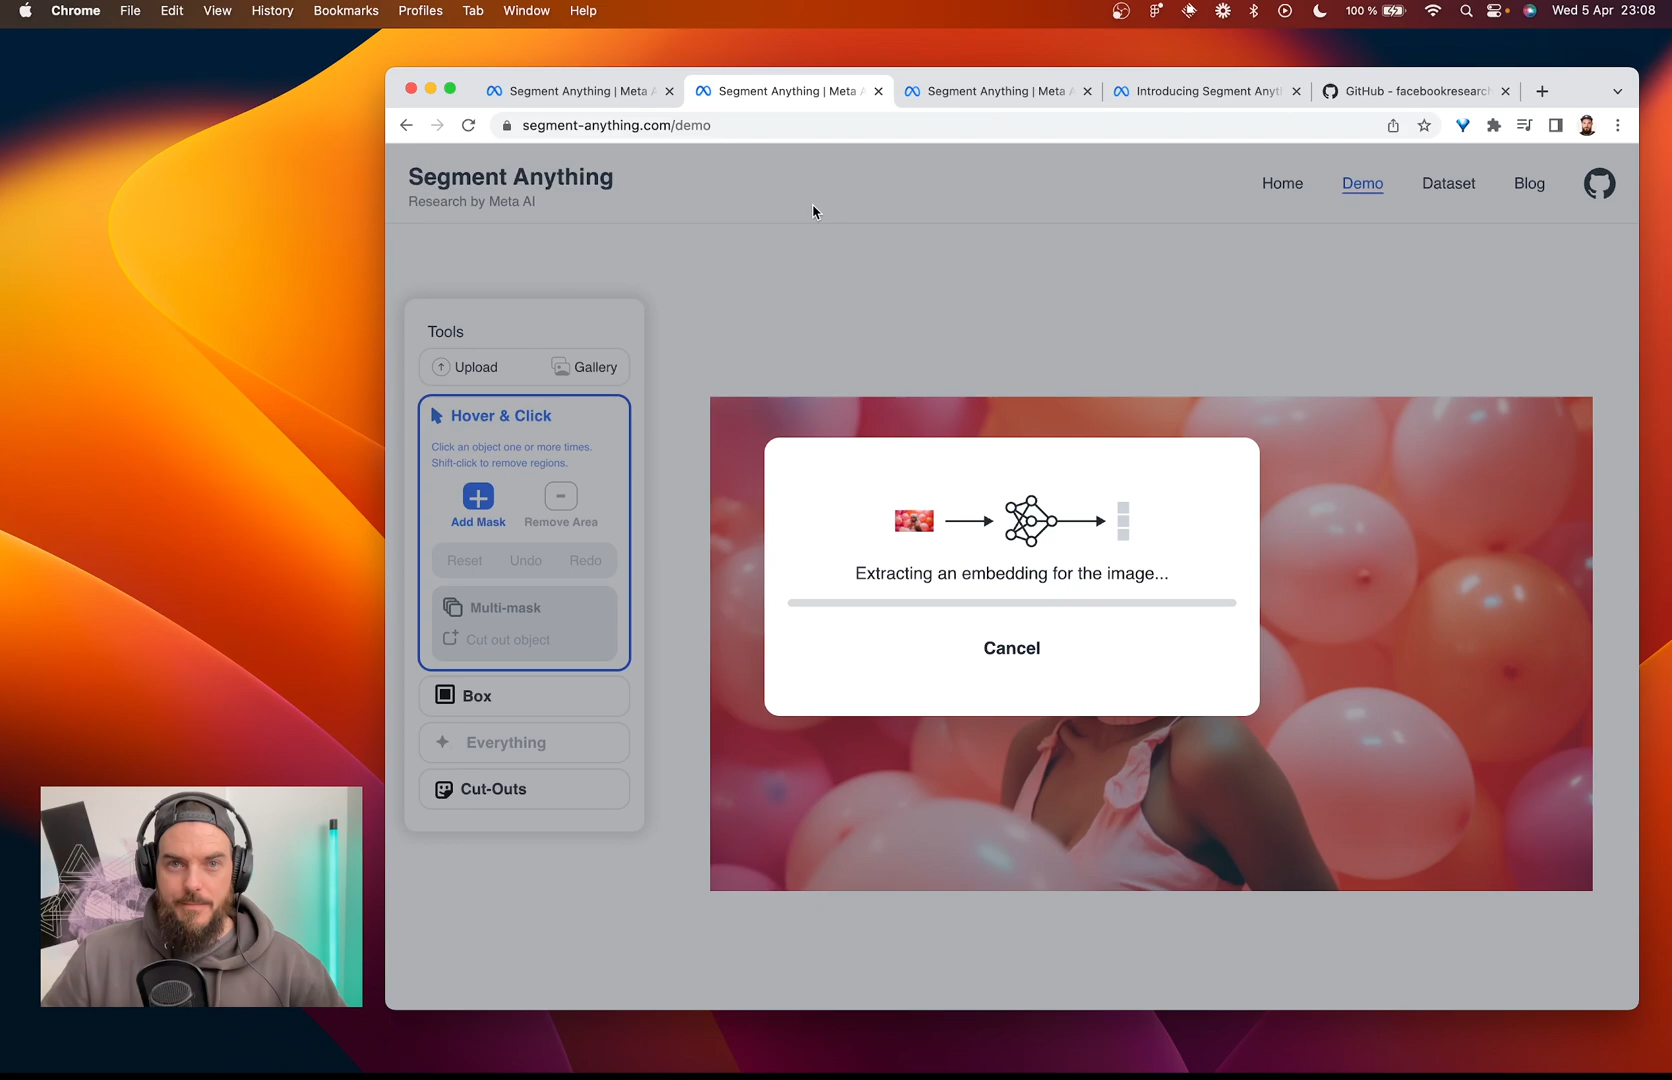 Chrome File Edit View History Bookmarks Profiles Tab Window Help 100 % Wed 5 Apr 23:08
Segment Anything | Meta A Segment Anything | Meta A Segment Anything | Meta A Introducing Segment Anyt GitHub - facebookresearch
segment-anything.com/demo
Segment Anything
Research by Meta AI
Home Demo Dataset Blog
Tools
Upload Gallery
Hover & Click
Click an object one or more times.
Shift-click to remove regions.
Add Mask Remove Area
Reset Undo Redo
Multi-mask
Cut out object
Box
Everything
Cut-Outs
Extracting an embedding for the image...
Cancel